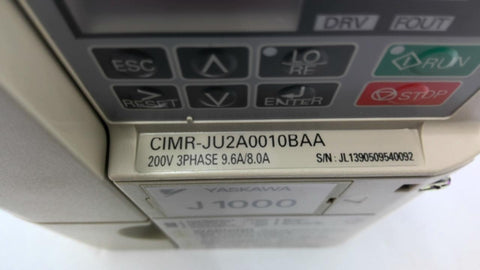 DRV FOUT
ESC LO RE RUN
RESET ENTER STOP
CIMR-JU2A0010BAA
200V 3PHASE 9.6A/8.0A S/N: JL1390509540092
YASKAWA
J1000